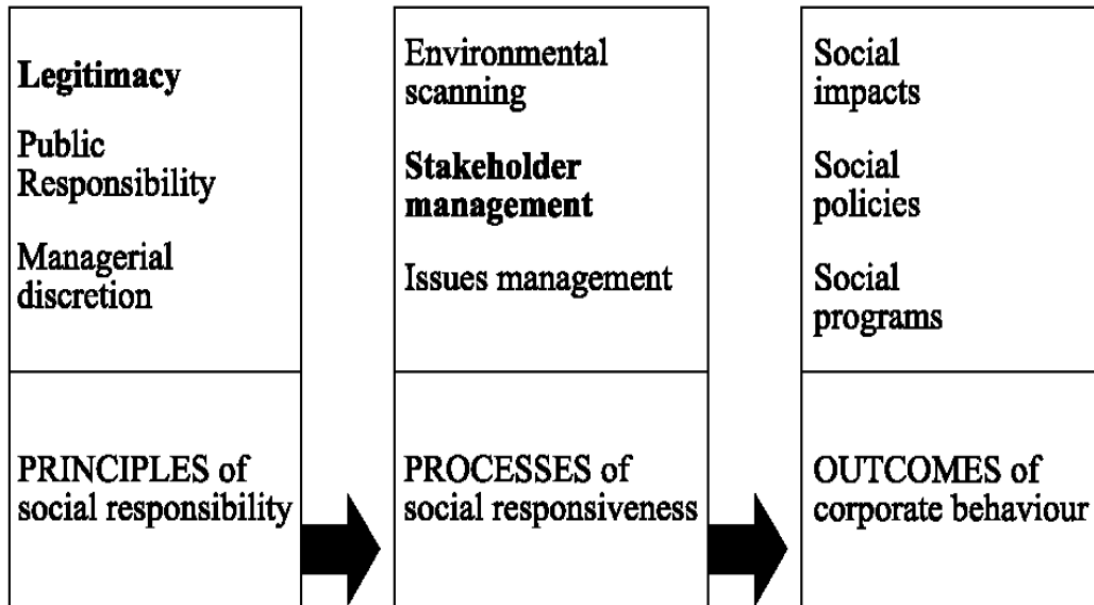 Legitimacy
Public
Responsibility
Managerial
discretion
PRINCIPLES of
social responsibility
Environmental
scanning
Stakeholder
management
Issues management
PROCESSES of
social responsiveness
Social
impacts
Social
policies
Social
programs
OUTCOMES of
corporate behaviour